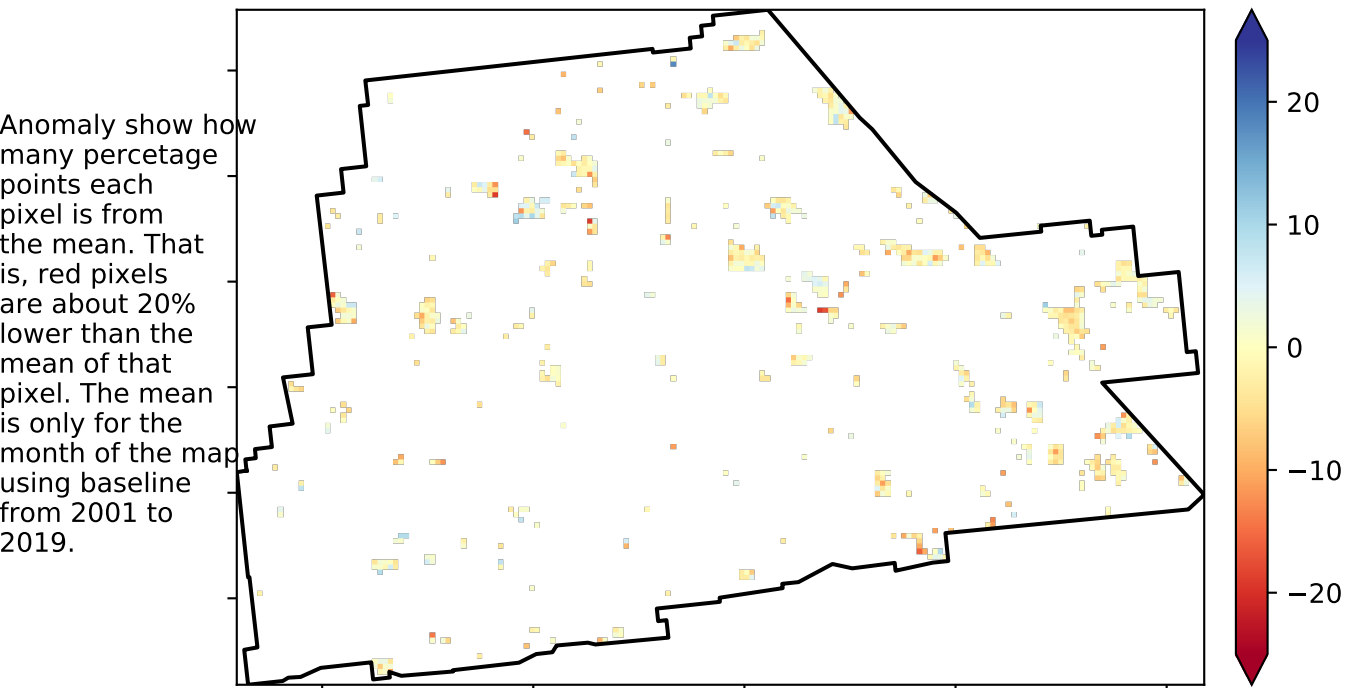 Anomaly show how
many percetage
points each
pixel is from
the mean. That
is, red pixels
are about 20%
lower than the
mean of that
pixel. The mean
is only for the
month of the map
using baseline
from 2001 to
2019.
20
10
0
−10
−20